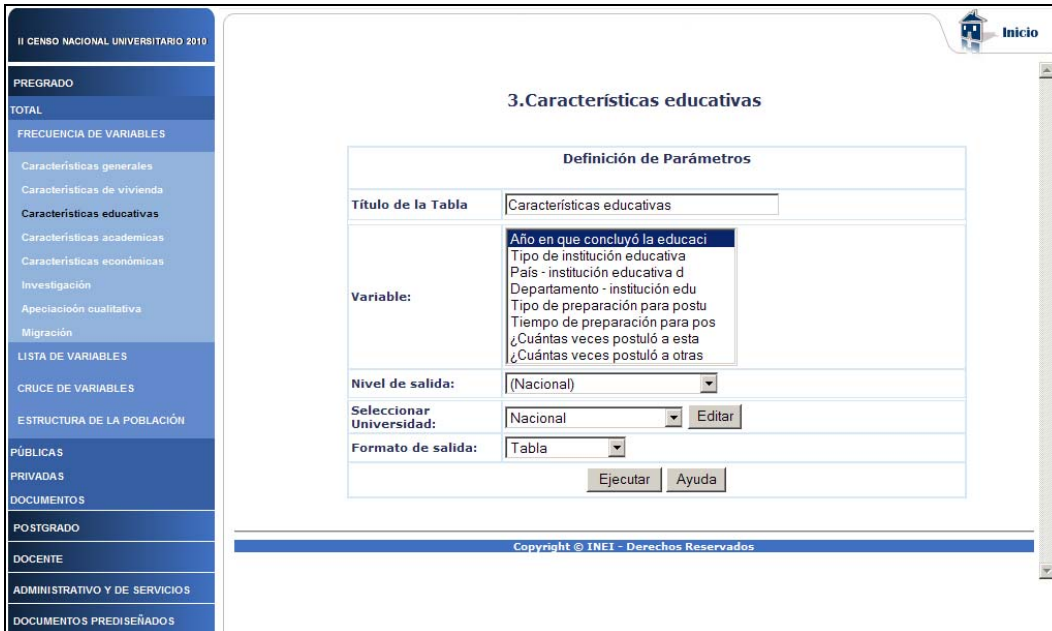 II CENSO NACIONAL UNIVERSITARIO 2010
Inicio
PREGRADO
TOTAL
FRECUENCIA DE VARIABLES
Características generales
Características de vivienda
Características educativas
Características academicas
Características económicas
Investigación
Apeciacioón cualitativa
Migración
LISTA DE VARIABLES
CRUCE DE VARIABLES
ESTRUCTURA DE LA POBLACIÓN
PÚBLICAS
PRIVADAS
DOCUMENTOS
POSTGRADO
DOCENTE
ADMINISTRATIVO Y DE SERVICIOS
DOCUMENTOS PREDISEÑADOS
3.Características educativas
Definición de Parámetros
Título de la Tabla Características educativas
Variable:
Año en que concluyó la educaci
Tipo de institución educativa
País - institución educativa d
Departamento - institución edu
Tipo de preparación para postu
Tiempo de preparación para pos
¿Cuántas veces postuló a esta
¿Cuántas veces postuló a otras
Nivel de salida: (Nacional)
Seleccionar
Universidad: Nacional Editar
Formato de salida: Tabla
Ejecutar Ayuda
Copyright © INEI - Derechos Reservados